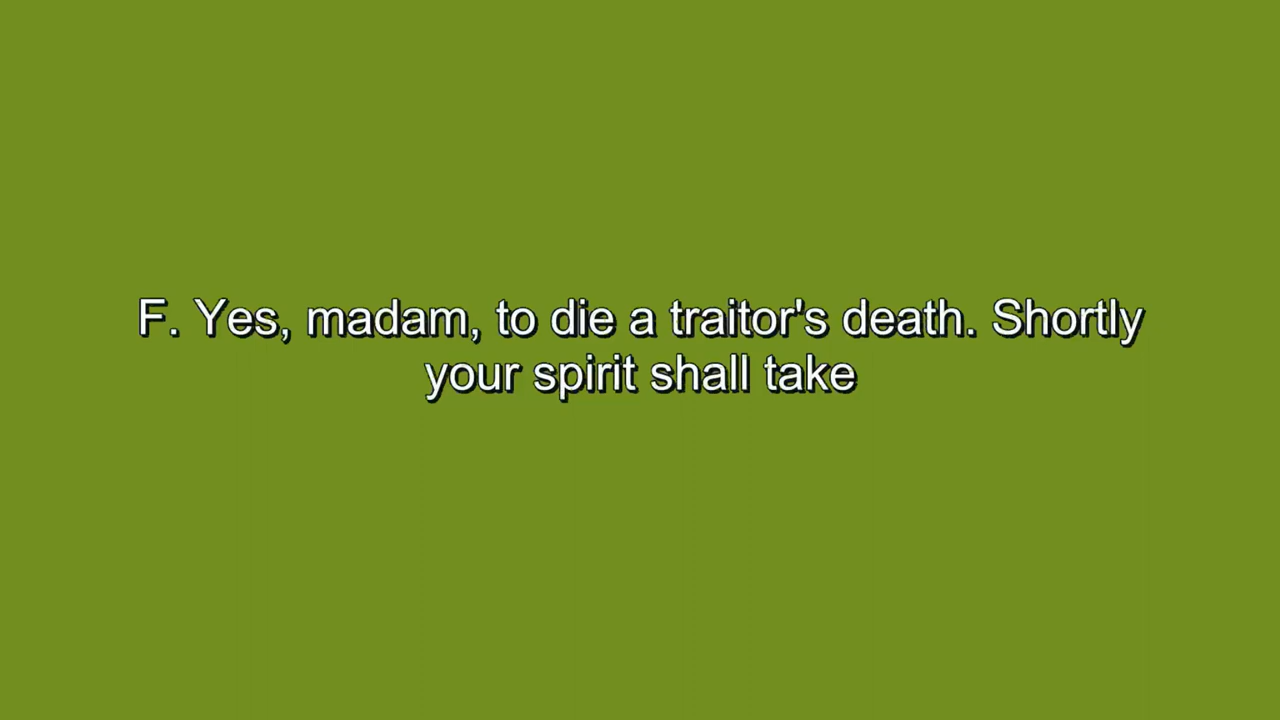 F. Yes, madam, to die a traitor's death. Shortly
your spirit shall take